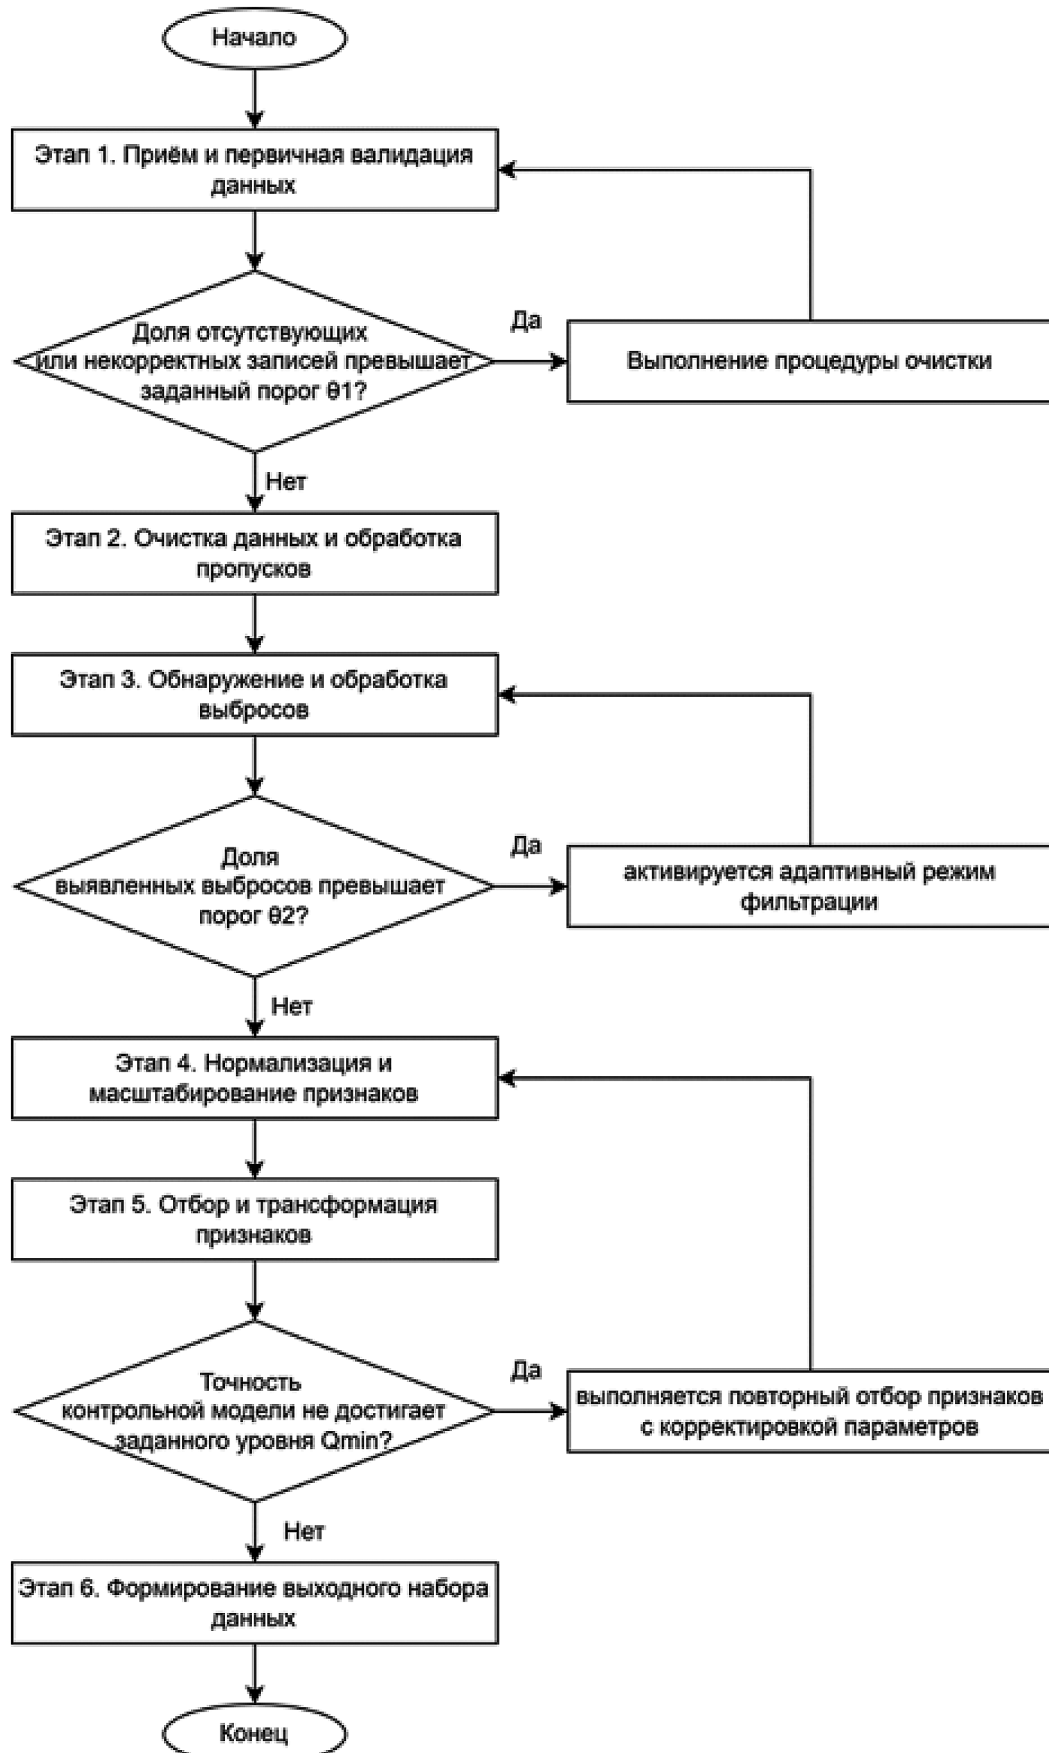 Начало
Этап 1. Приём и первичная валидация
данных
Доля отсутствующих
или некорректных записей превышает
заданный порог θ1?
Да
Выполнение процедуры очистки
Нет
Этап 2. Очистка данных и обработка
пропусков
Этап 3. Обнаружение и обработка
выбросов
Доля
выявленных выбросов превышает
порог θ2?
Да
активируется адаптивный режим
фильтрации
Нет
Этап 4. Нормализация и
масштабирование признаков
Этап 5. Отбор и трансформация
признаков
Точность
контрольной модели не достигает
заданного уровня Qmin?
Да
выполняется повторный отбор признаков
с корректировкой параметров
Нет
Этап 6. Формирование выходного набора
данных
Конец